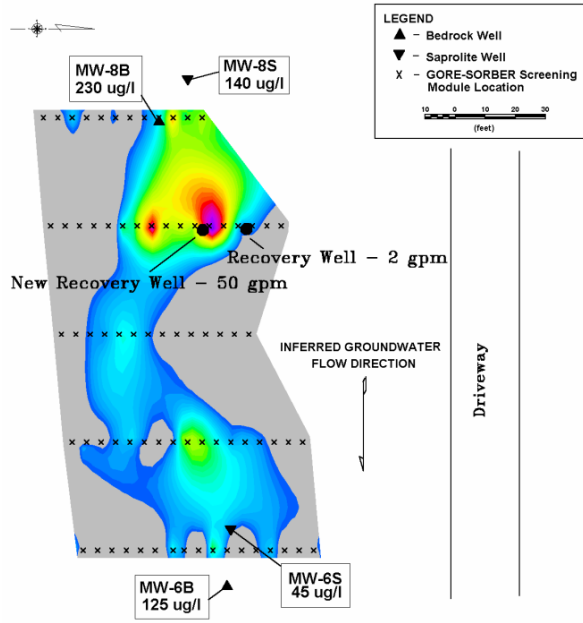 LEGEND
▲ – Bedrock Well
▼ – Saprolite Well
x – GORE-SORBER Screening
Module Location
10 0 10 20 30
(feet)
MW-8B
230 ug/l
MW-8S
140 ug/l
Recovery Well – 2 gpm
New Recovery Well – 50 gpm
INFERRED GROUNDWATER
FLOW DIRECTION
Driveway
MW-6B
125 ug/l
MW-6S
45 ug/l